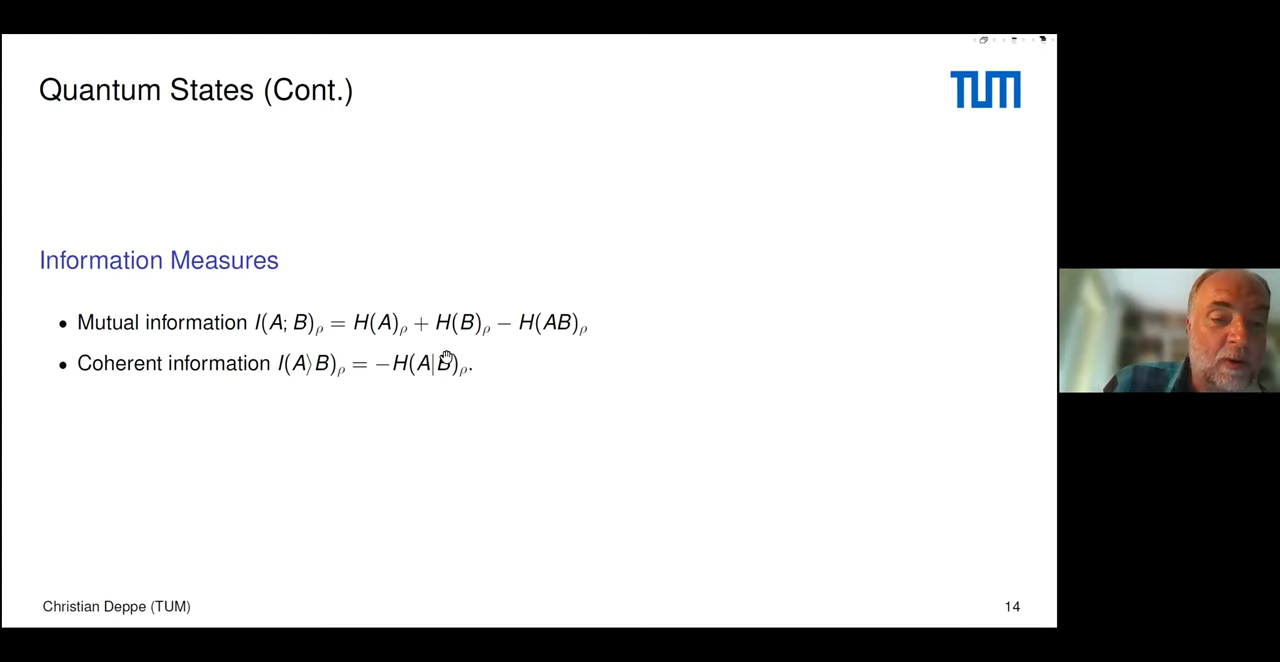 Quantum States (Cont.)
TUM
Information Measures
• Mutual information I(A; B)ρ = H(A)ρ + H(B)ρ − H(AB)ρ
• Coherent information I(A⟩B)ρ = −H(A|B)ρ.
Christian Deppe (TUM)
14